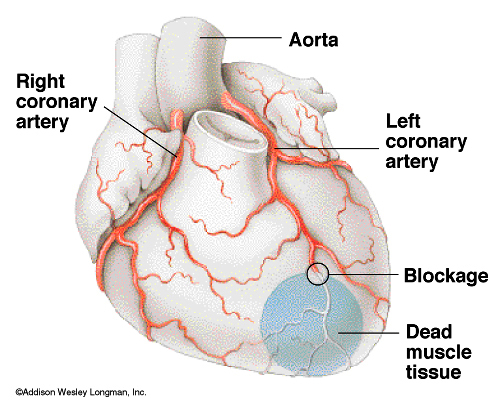 Aorta
Right
coronary
artery
Left
coronary
artery
Blockage
Dead
muscle
tissue
©Addison Wesley Longman, Inc.